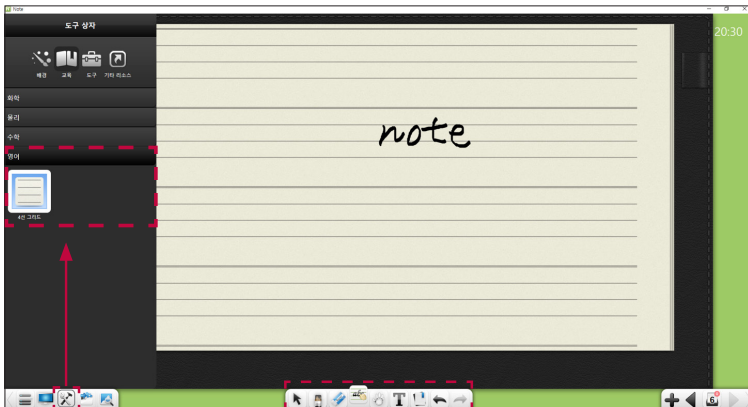 Note
도구 상자
20:30
배경 교육 도구 기타 리소스
화학
물리
수학
영어
note
4선 그리드
T
6